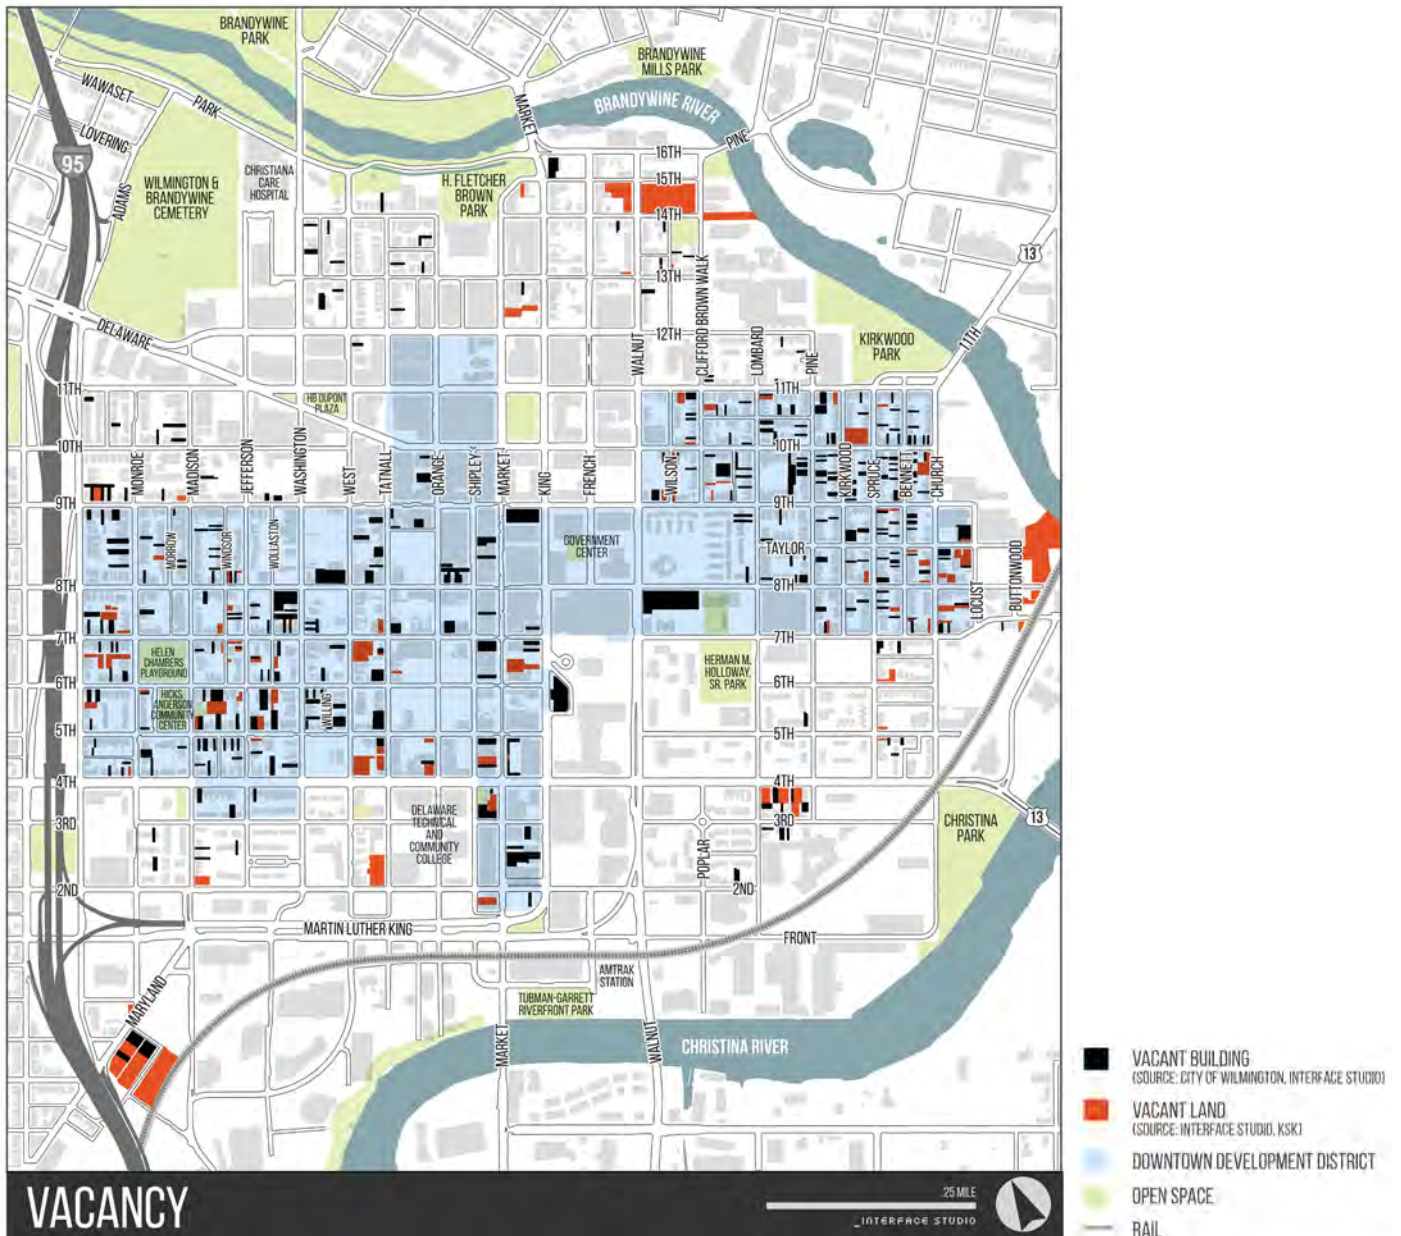 BRANDYWINE
PARK
BRANDYWINE
MILLS PARK
WAWASET
PARK
MARKET
BRANDYWINE RIVER
LOVERING
PINE
95
16TH
ADAMS
WILMINGTON &
BRANDYWINE
CEMETERY
CHRISTIANA
CARE
HOSPITAL
H. FLETCHER
BROWN
PARK
15TH
14TH
13
13TH
CLIFFORD BROWN WALK
DELAWARE
12TH
WALNUT
LOMBARD
PINE
KIRKWOOD
PARK
11TH
11TH
HB DUPONT
PLAZA
11TH
10TH
MONROE
MADISON
JEFFERSON
WASHINGTON
WEST
TATNALL
ORANGE
SHIPLEY
MARKET
KING
FRENCH
WILSON
10TH
KIRKWOOD
SPRUCE
BENNETT
CHURCH
9TH
9TH
MORROW
WINDSOR
WOLLASTON
GOVERNMENT
CENTER
TAYLOR
BUTTONWOOD
8TH
8TH
LOCUST
7TH
7TH
HELEN
CHAMBERS
PLAYGROUND
HERMAN M.
HOLLOWAY,
SR. PARK
6TH
6TH
HICKS
ANDERSON
COMMUNITY
CENTER
WILLING
5TH
5TH
4TH
4TH
3RD
DELAWARE
TECHNICAL
AND
COMMUNITY
COLLEGE
3RD
CHRISTINA
PARK
13
POPLAR
2ND
2ND
MARTIN LUTHER KING
FRONT
AMTRAK
STATION
MARYLAND
TUBMAN-GARRETT
RIVERFRONT PARK
MARKET
WALNUT
CHRISTINA RIVER
VACANT BUILDING
(SOURCE: CITY OF WILMINGTON, INTERFACE STUDIO)
VACANT LAND
(SOURCE: INTERFACE STUDIO, KSK)
DOWNTOWN DEVELOPMENT DISTRICT
OPEN SPACE
RAIL
VACANCY
.25 MILE
_INTERFACE STUDIO